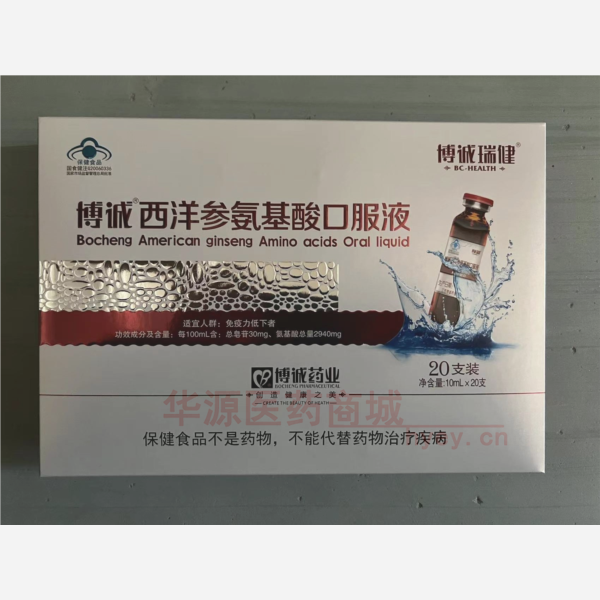 保健食品
博诚瑞健®
BC-HEALTH
博诚®西洋参氨基酸口服液
Bocheng American ginseng Amino acids Oral liquid
适宜人群：免疫力低下者
功效成分及含量：每100mL含：总皂苷30mg、氨基酸总量2940mg
20支装
净含量:10mL×20支
博诚药业
BOCHENG PHARMACEUTICAL
创造健康之美
CREATE THE BEAUTY OF HEATH
华源医药商城
保健食品不是药物，不能代替药物治疗疾病